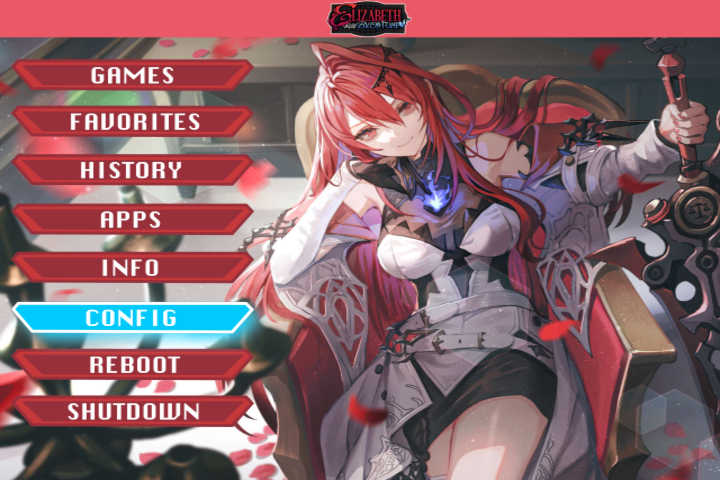 ELIZABETH
GAMES
FAVORITES
HISTORY
APPS
INFO
CONFIG
REBOOT
SHUTDOWN